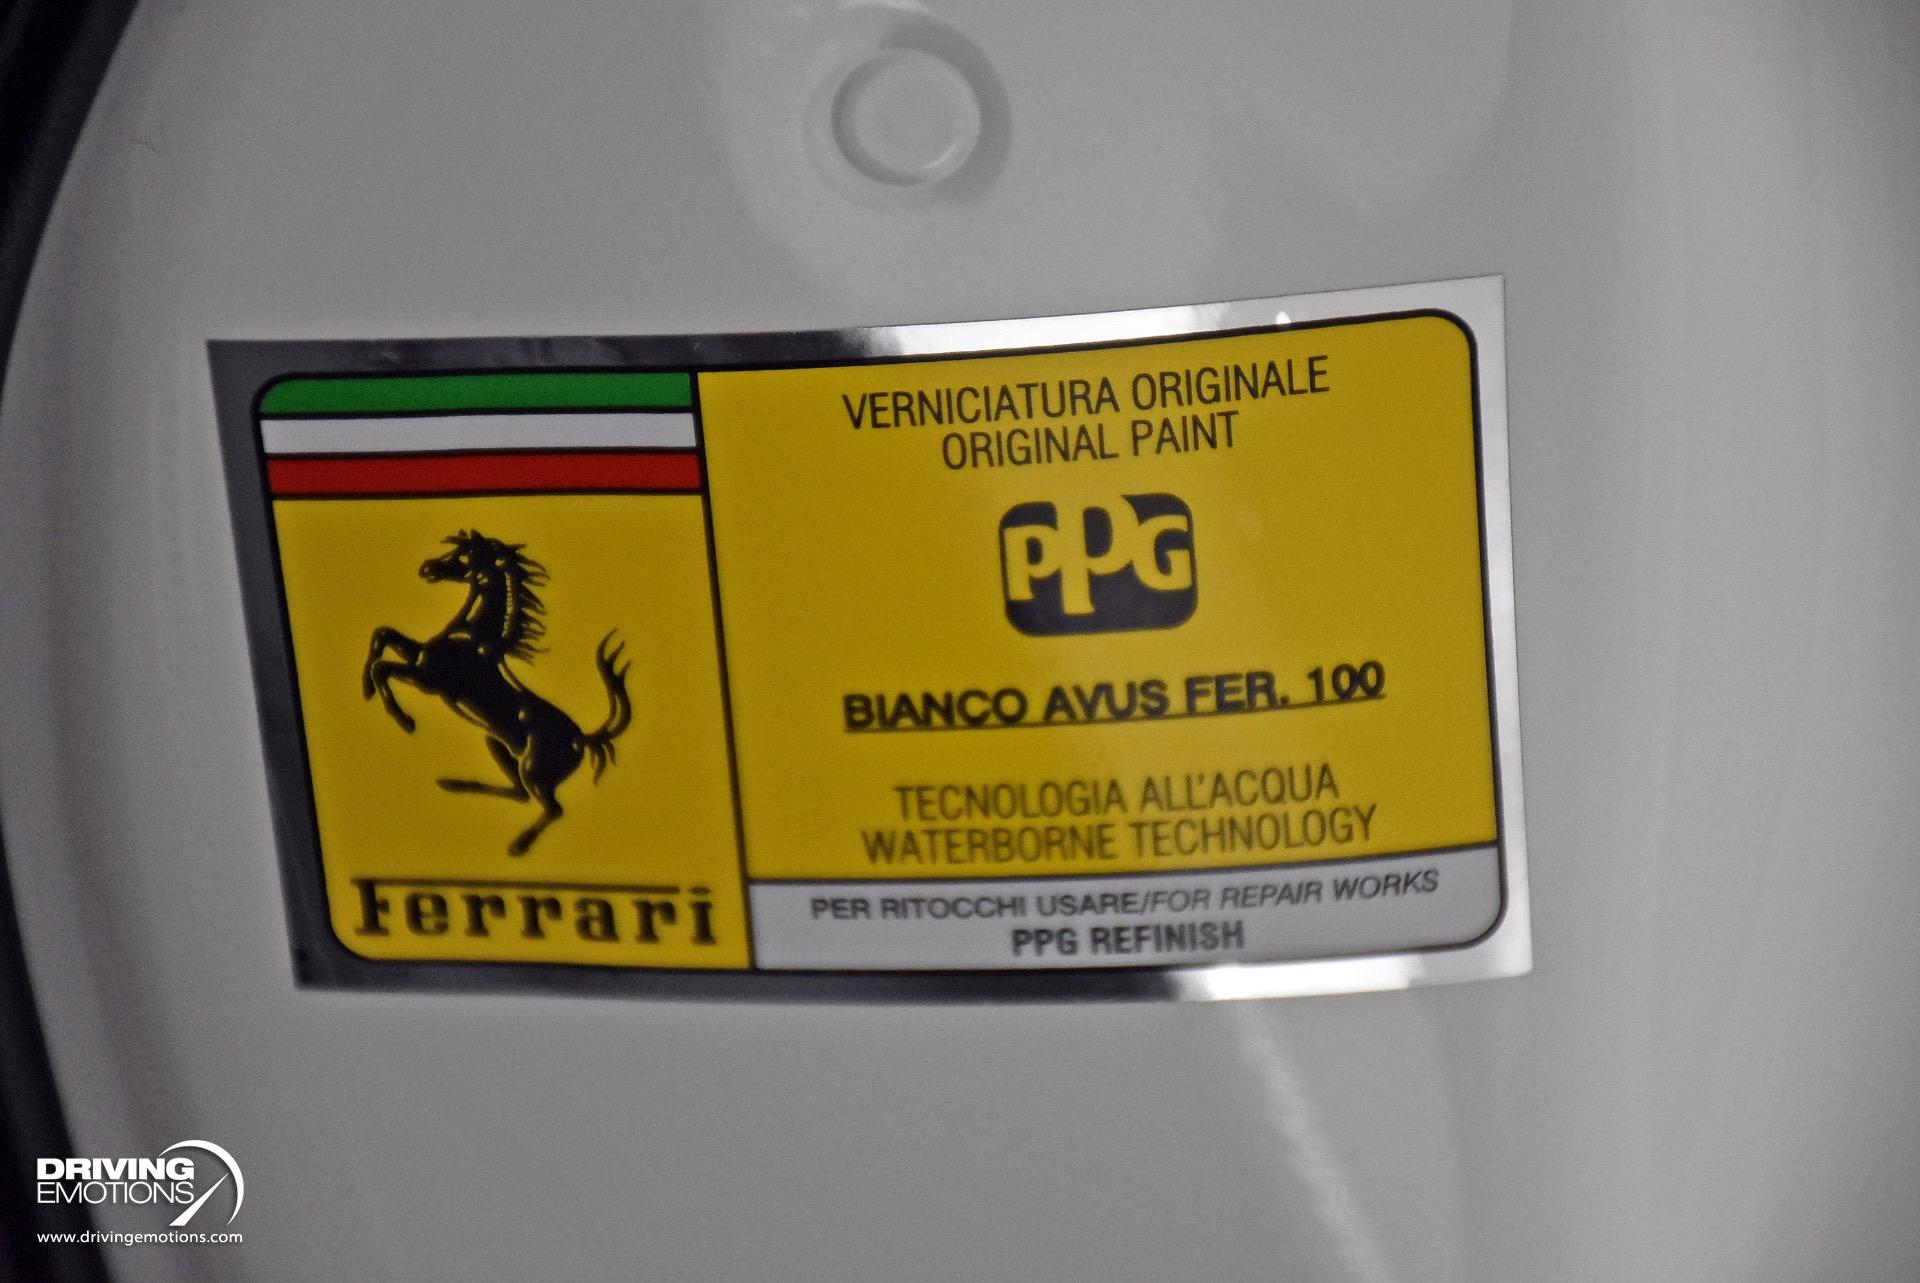 VERNICIATURA ORIGINALE
ORIGINAL PAINT
PPG
BIANCO AVUS FER. 100
TECNOLOGIA ALL'ACQUA
WATERBORNE TECHNOLOGY
Ferrari
PER RITOCCHI USARE/FOR REPAIR WORKS
PPG REFINISH
DRIVING
EMOTIONS
www.drivingemotions.com